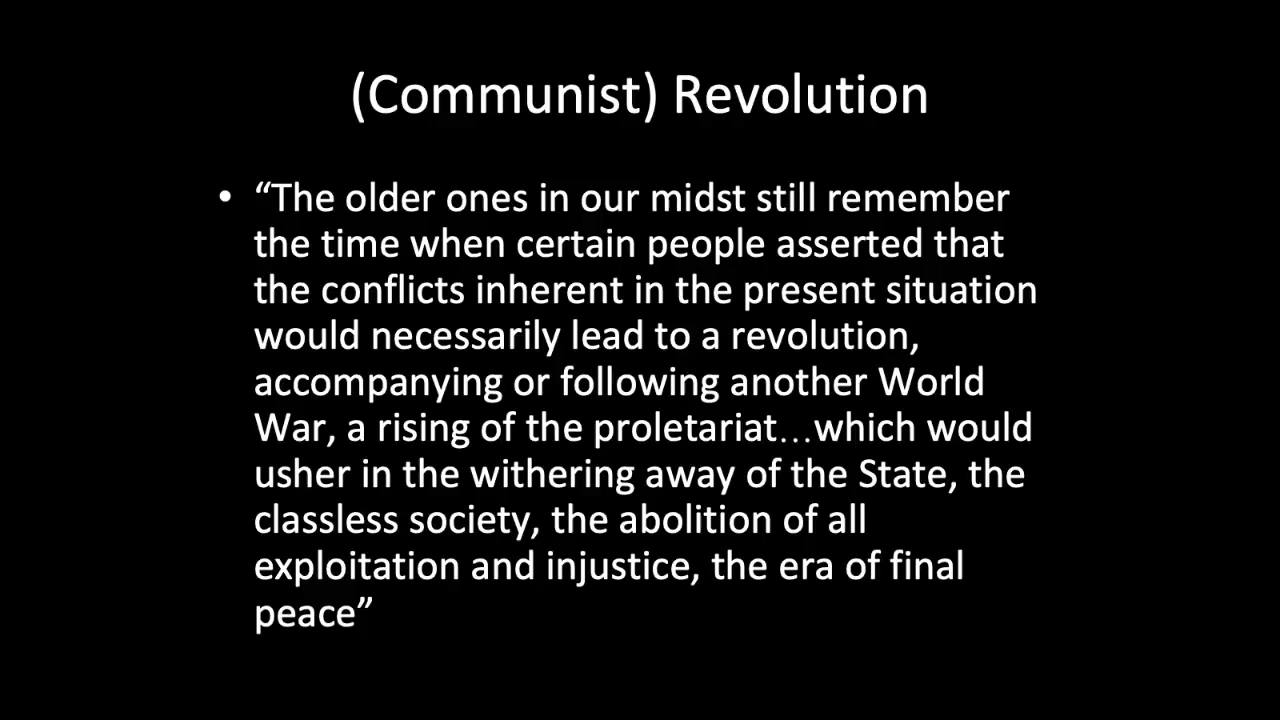 (Communist) Revolution
• “The older ones in our midst still remember
the time when certain people asserted that
the conflicts inherent in the present situation
would necessarily lead to a revolution,
accompanying or following another World
War, a rising of the proletariat…which would
usher in the withering away of the State, the
classless society, the abolition of all
exploitation and injustice, the era of final
peace”